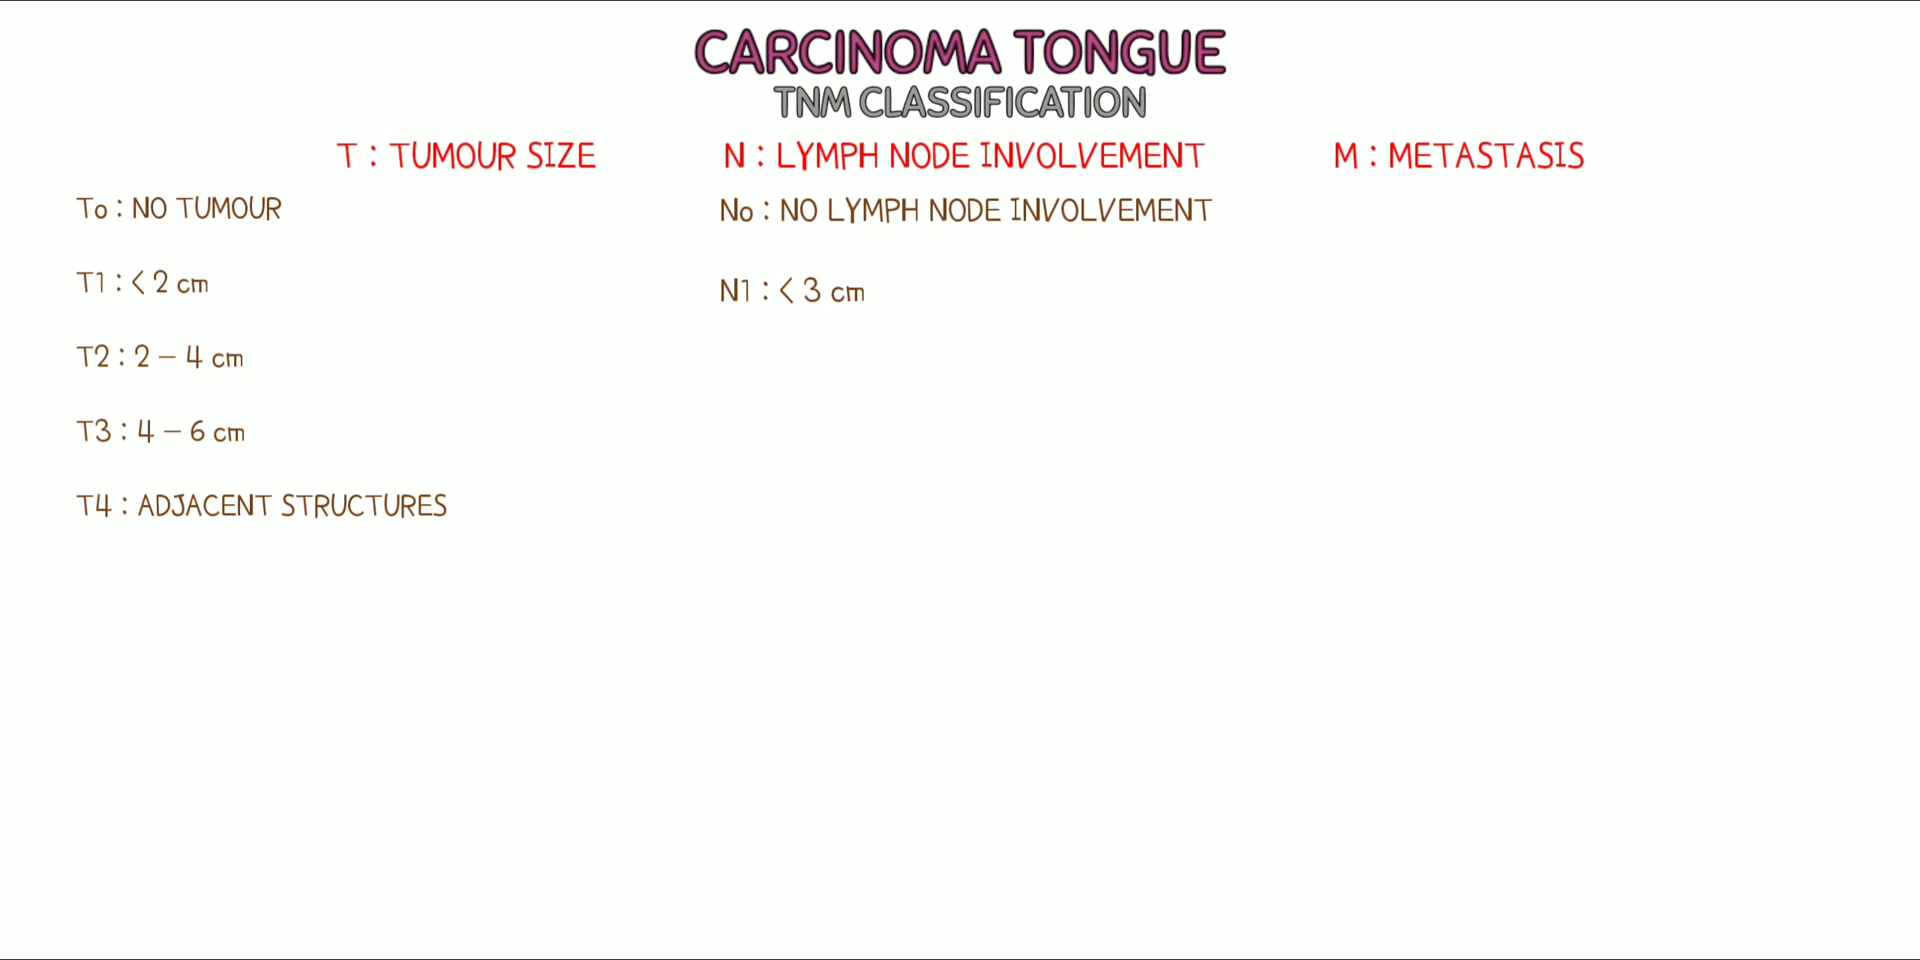 CARCINOMA TONGUE
TNM CLASSIFICATION
T : TUMOUR SIZE
N : LYMPH NODE INVOLVEMENT
M : METASTASIS
To : NO TUMOUR
T1 : < 2 cm
T2 : 2 – 4 cm
T3 : 4 – 6 cm
T4 : ADJACENT STRUCTURES
No : NO LYMPH NODE INVOLVEMENT
N1 : < 3 cm